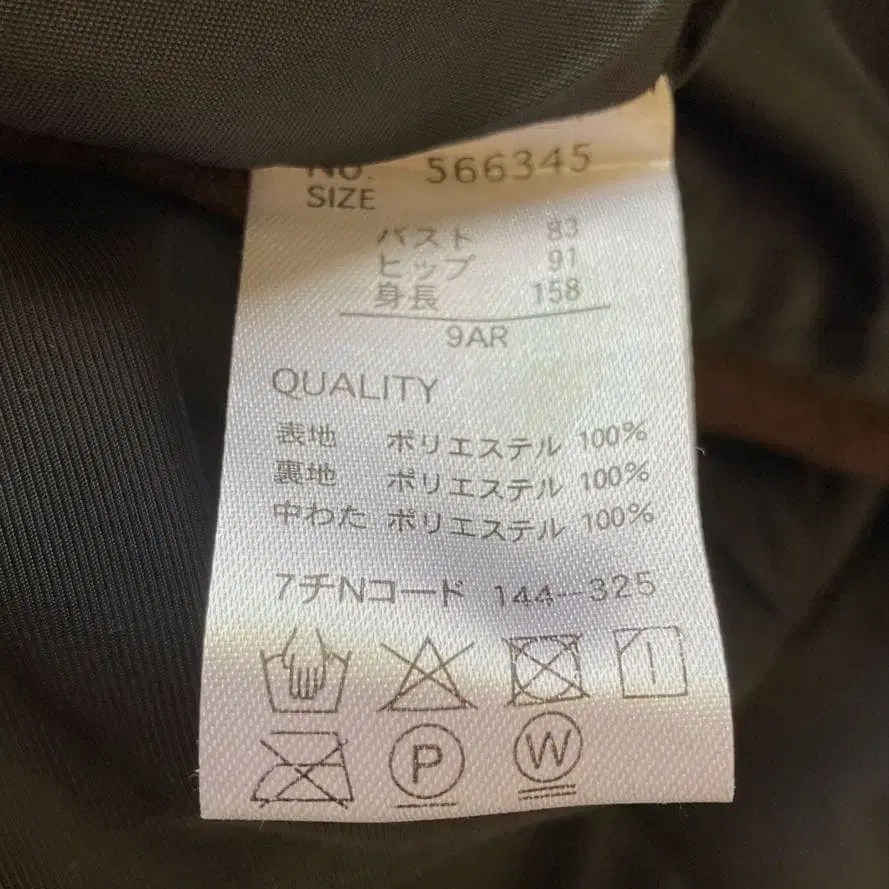 NO. 566345
SIZE
バスト 83
ヒップ 91
身長 158
9AR
QUALITY
表地 ポリエステル 100%
裏地 ポリエステル 100%
中わた ポリエステル 100%
7チNコード 144-325
P W